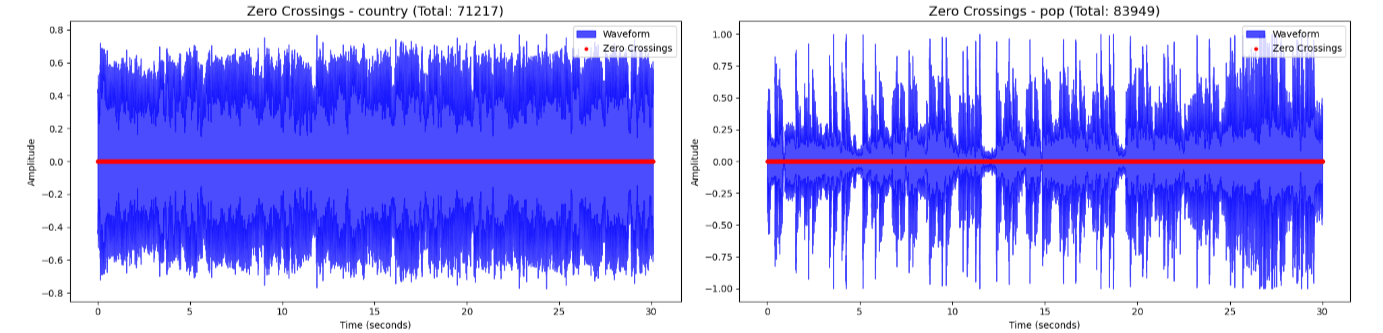 Zero Crossings - country (Total: 71217)
Waveform
Zero Crossings
0.8
0.6
0.4
0.2
0.0
−0.2
−0.4
−0.6
−0.8
Amplitude
0 5 10 15 20 25 30
Time (seconds)
Zero Crossings - pop (Total: 83949)
Waveform
Zero Crossings
1.00
0.75
0.50
0.25
0.00
−0.25
−0.50
−0.75
−1.00
Amplitude
0 5 10 15 20 25 30
Time (seconds)